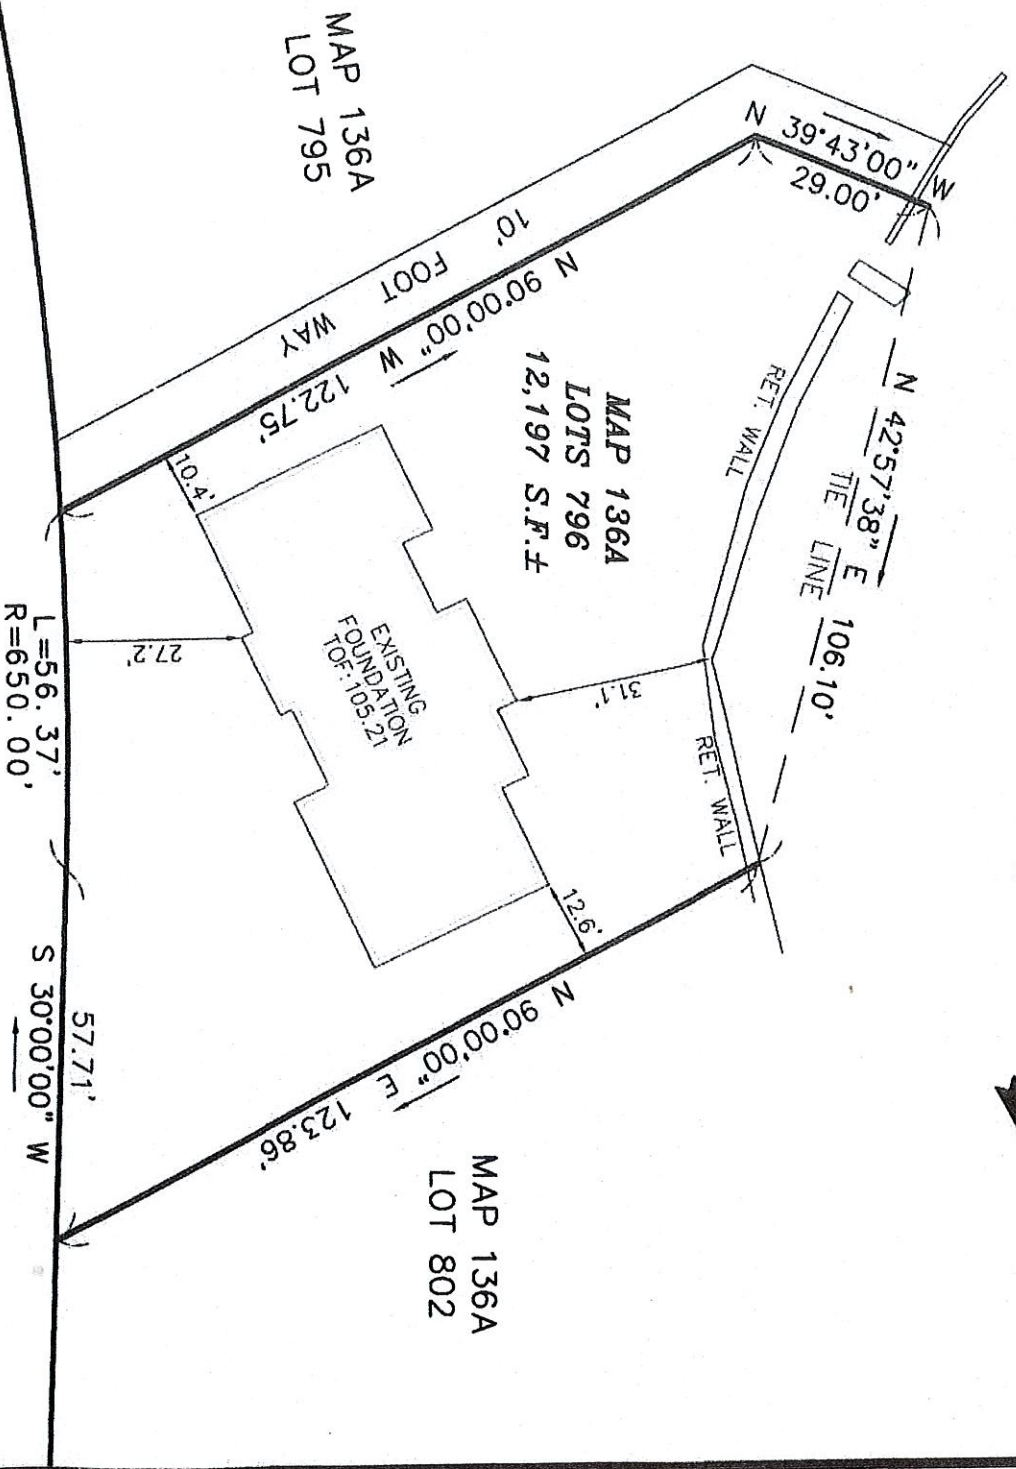 MAP 136A
LOT 795
10' FOOT WAY
N 39°43'00" W
29.00'
N 90°00'00" W 122.75'
MAP 136A
LOTS 796
12,197 S.F.±
RET. WALL
N 42°57'38" E 106.10'
TIE LINE
RET. WALL
10.4'
27.2'
31.1'
12.6'
EXISTING
FOUNDATION
TOF:105.21
L=56.37'
R=650.00'
57.71'
S 30°00'00" W
N 90°00'00" E 123.86'
MAP 136A
LOT 802